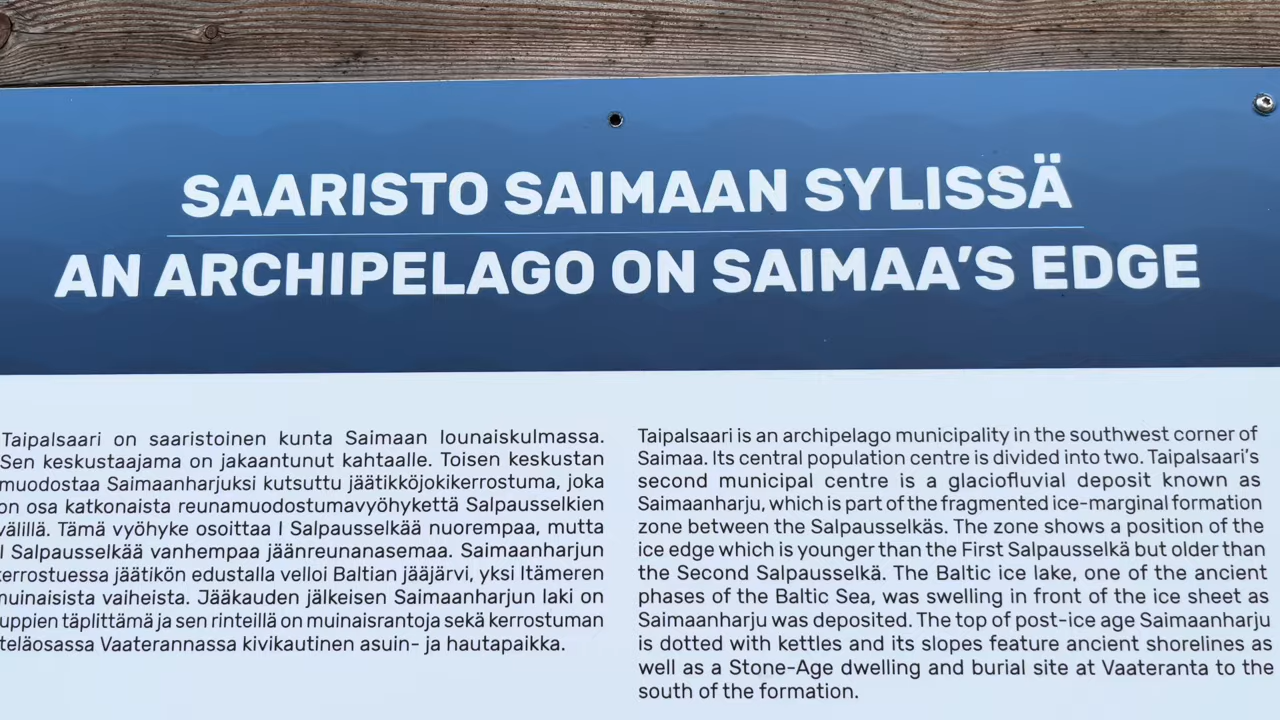 SAARISTO SAIMAAN SYLISSÄ
AN ARCHIPELAGO ON SAIMAA'S EDGE
Taipalsaari on saaristoinen kunta Saimaan lounaiskulmassa.
Sen keskustaajama on jakaantunut kahtaalle. Toisen keskustan
muodostaa Saimaanharjuksi kutsuttu jäätikköjokikerrostuma, joka
on osa katkonaista reunamuodostumavyöhykettä Salpausselkien
välillä. Tämä vyöhyke osoittaa I Salpausselkää nuorempaa, mutta
I Salpausselkää vanhempaa jäänreunanasemaa. Saimaanharjun
kerrostuessa jäätikön edustalla velloi Baltian jääjärvi, yksi Itämeren
muinaisista vaiheista. Jääkauden jälkeisen Saimaanharjun laki on
uppien täplittämä ja sen rinteillä on muinaisrantoja sekä kerrostuman
teläosassa Vaaterannassa kivikautinen asuin- ja hautapaikka.
Taipalsaari is an archipelago municipality in the southwest corner of
Saimaa. Its central population centre is divided into two. Taipalsaari's
second municipal centre is a glaciofluvial deposit known as
Saimaanharju, which is part of the fragmented ice-marginal formation
zone between the Salpausselkäs. The zone shows a position of the
ice edge which is younger than the First Salpausselkä but older than
the Second Salpausselkä. The Baltic ice lake, one of the ancient
phases of the Baltic Sea, was swelling in front of the ice sheet as
Saimaanharju was deposited. The top of post-ice age Saimaanharju
is dotted with kettles and its slopes feature ancient shorelines as
well as a Stone-Age dwelling and burial site at Vaateranta to the
south of the formation.